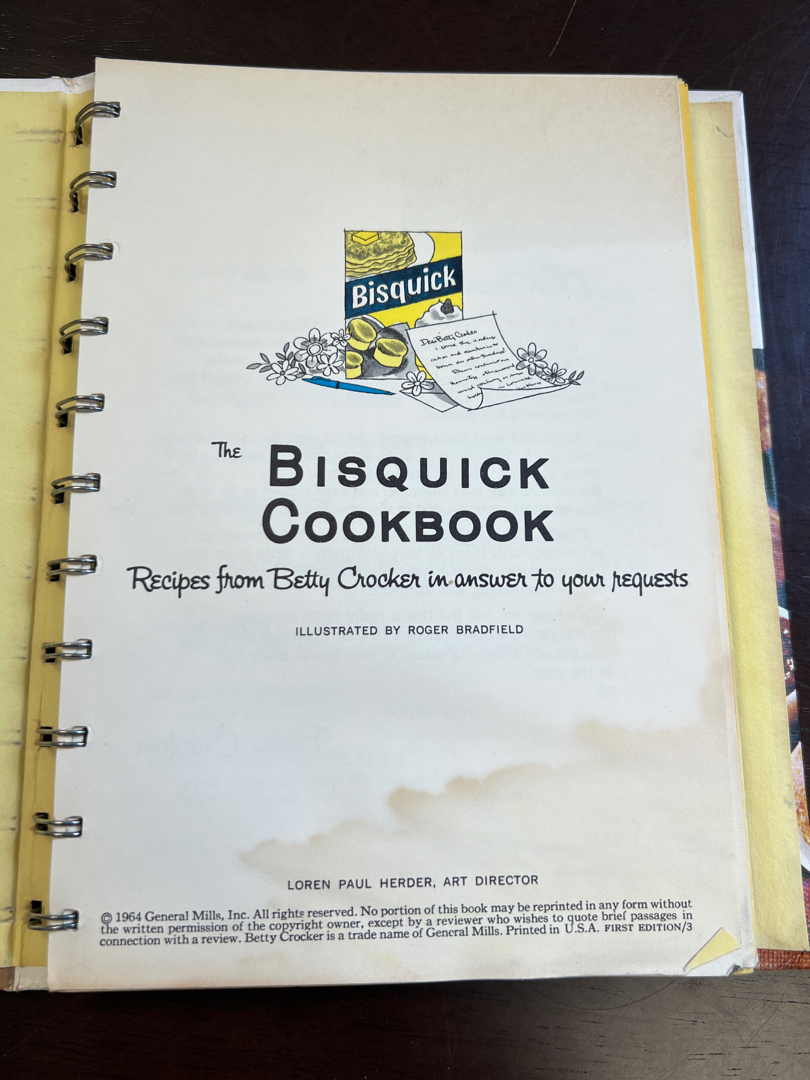 Bisquick
Dear Betty Crocker
The BISQUICK
COOKBOOK
Recipes from Betty Crocker in answer to your requests
ILLUSTRATED BY ROGER BRADFIELD
LOREN PAUL HERDER, ART DIRECTOR
© 1964 General Mills, Inc. All rights reserved. No portion of this book may be reprinted in any form without
the written permission of the copyright owner, except by a reviewer who wishes to quote brief passages in
connection with a review. Betty Crocker is a trade name of General Mills. Printed in U.S.A. FIRST EDITION/3